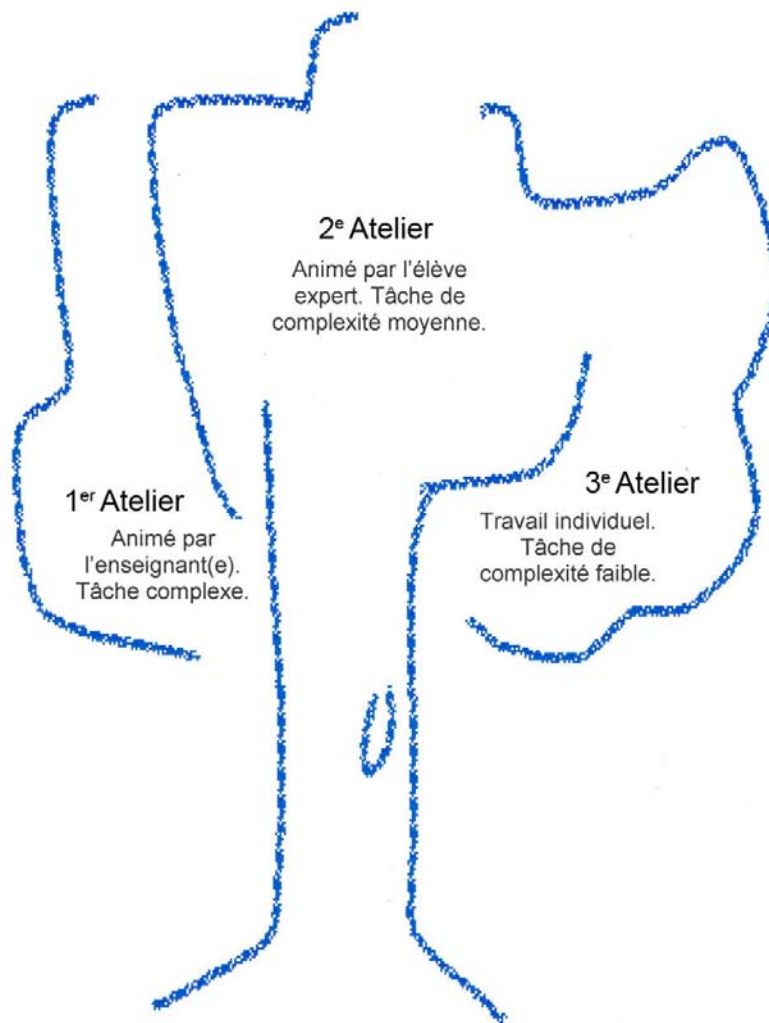 2e Atelier
Animé par l'élève
expert. Tâche de
complexité moyenne.
1er Atelier
Animé par
l'enseignant(e).
Tâche complexe.
3e Atelier
Travail individuel.
Tâche de
complexité faible.